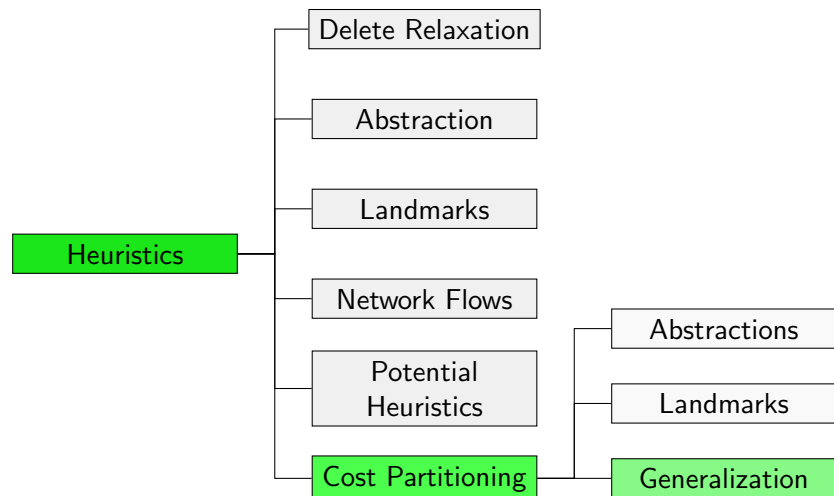 Heuristics
Delete Relaxation
Abstraction
Landmarks
Network Flows
Potential
Heuristics
Cost Partitioning
Abstractions
Landmarks
Generalization